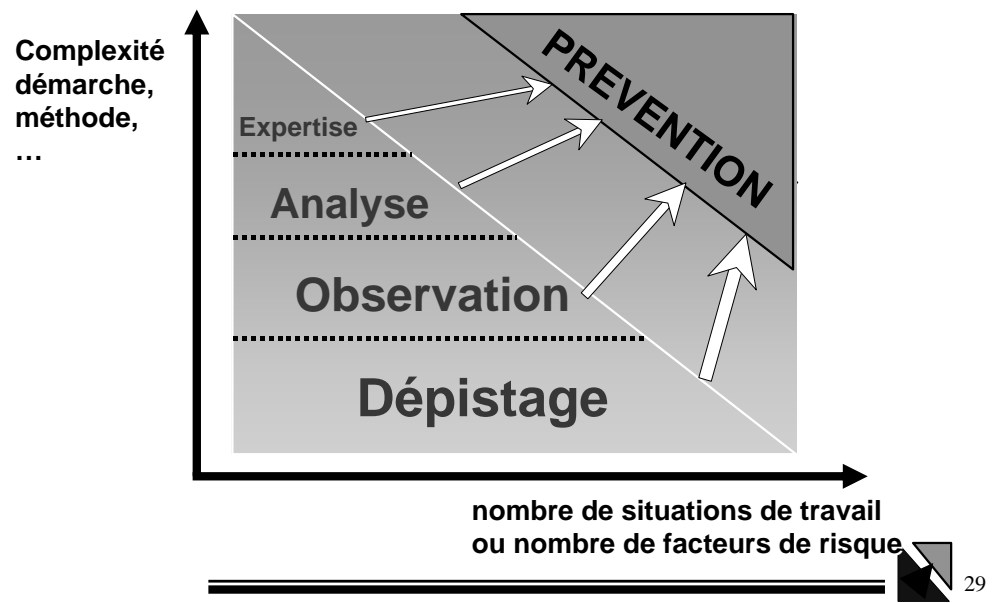 Complexité
démarche,
méthode,
…
PREVENTION
Expertise
Analyse
Observation
Dépistage
nombre de situations de travail
ou nombre de facteurs de risque
29